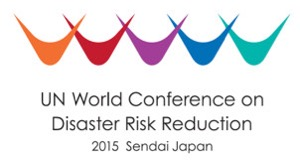 UN World Conference on
Disaster Risk Reduction
2015 Sendai Japan